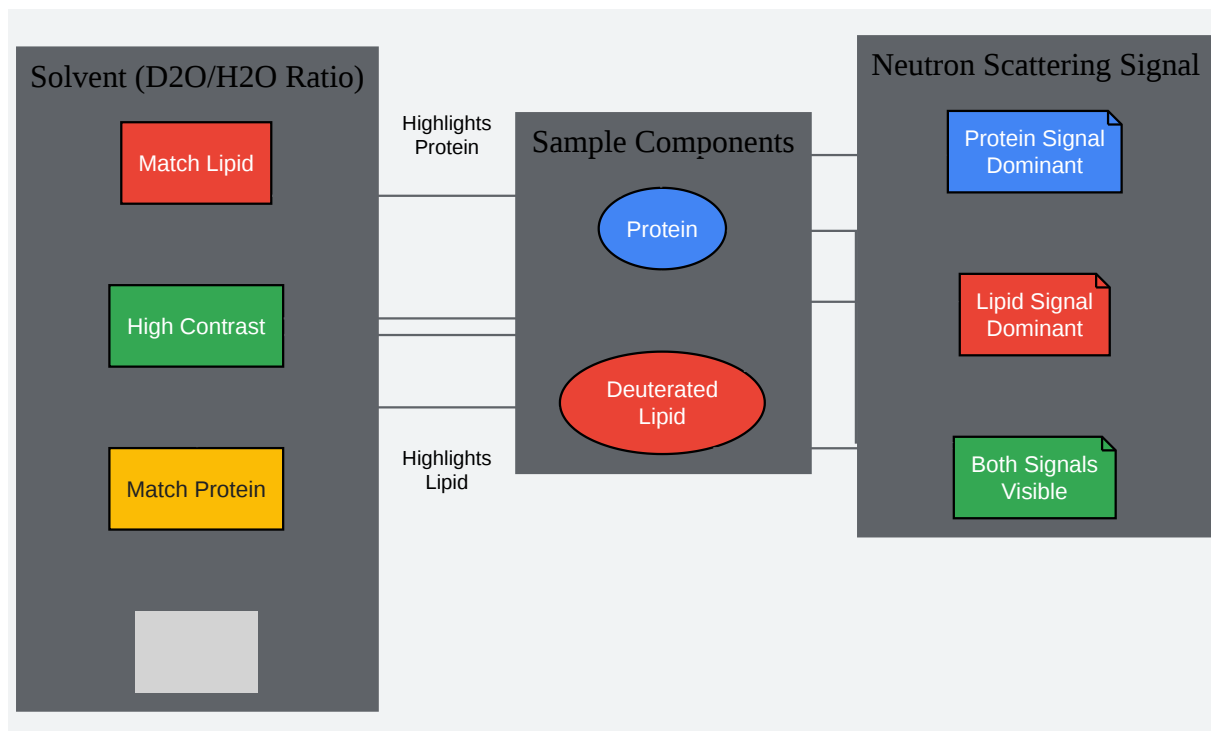 Solvent (D2O/H2O Ratio)
Match Lipid
High Contrast
Match Protein
Highlights
Protein
Highlights
Lipid
Sample Components
Protein
Deuterated
Lipid
Neutron Scattering Signal
Protein Signal
Dominant
Lipid Signal
Dominant
Both Signals
Visible